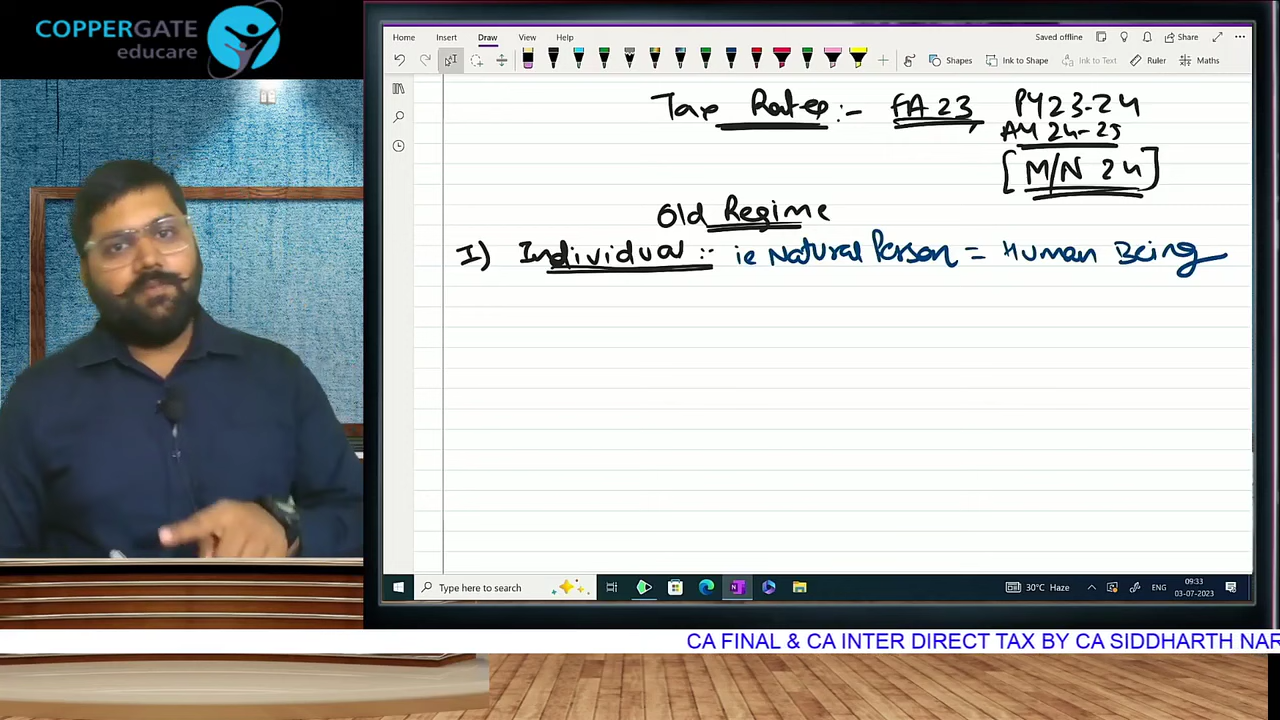 COPPERGATE
educare
Home Insert Draw View Help
Saved offline
Share
Shapes
Ink to Shape
Ink to Text
Ruler
Maths
Tax Rates :- FA 23 PY 23-24
AY 24-25
[M/N 24]
Old Regime
I) Individual :- ie Natural Person = Human Being
Type here to search
30°C Haze
ENG
09:33
03-07-2023
CA FINAL & CA INTER DIRECT TAX BY CA SIDDHARTH NAR